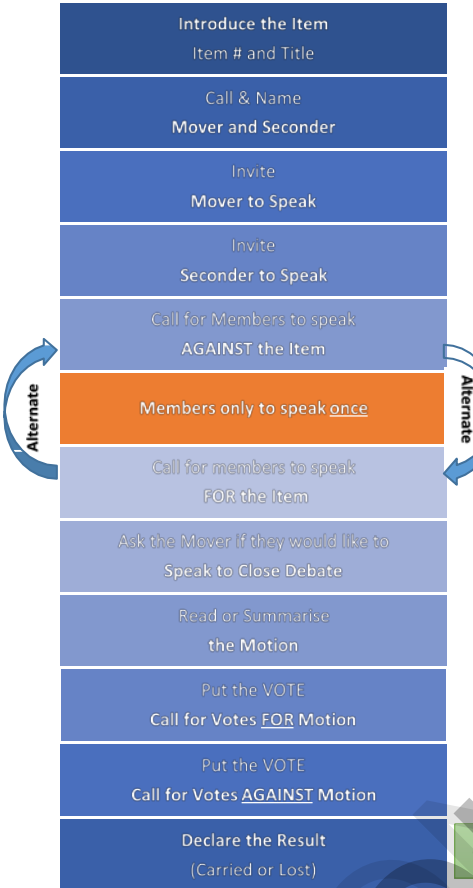 Introduce the Item
Item # and Title
Call & Name
Mover and Seconder
Invite
Mover to Speak
Invite
Seconder to Speak
Call for Members to speak
AGAINST the Item
Alternate
Alternate
Members only to speak once
Call for members to speak
FOR the Item
Ask the Mover if they would like to
Speak to Close Debate
Read or Summarise
the Motion
Put the VOTE
Call for Votes FOR Motion
Put the VOTE
Call for Votes AGAINST Motion
Declare the Result
(Carried or Lost)